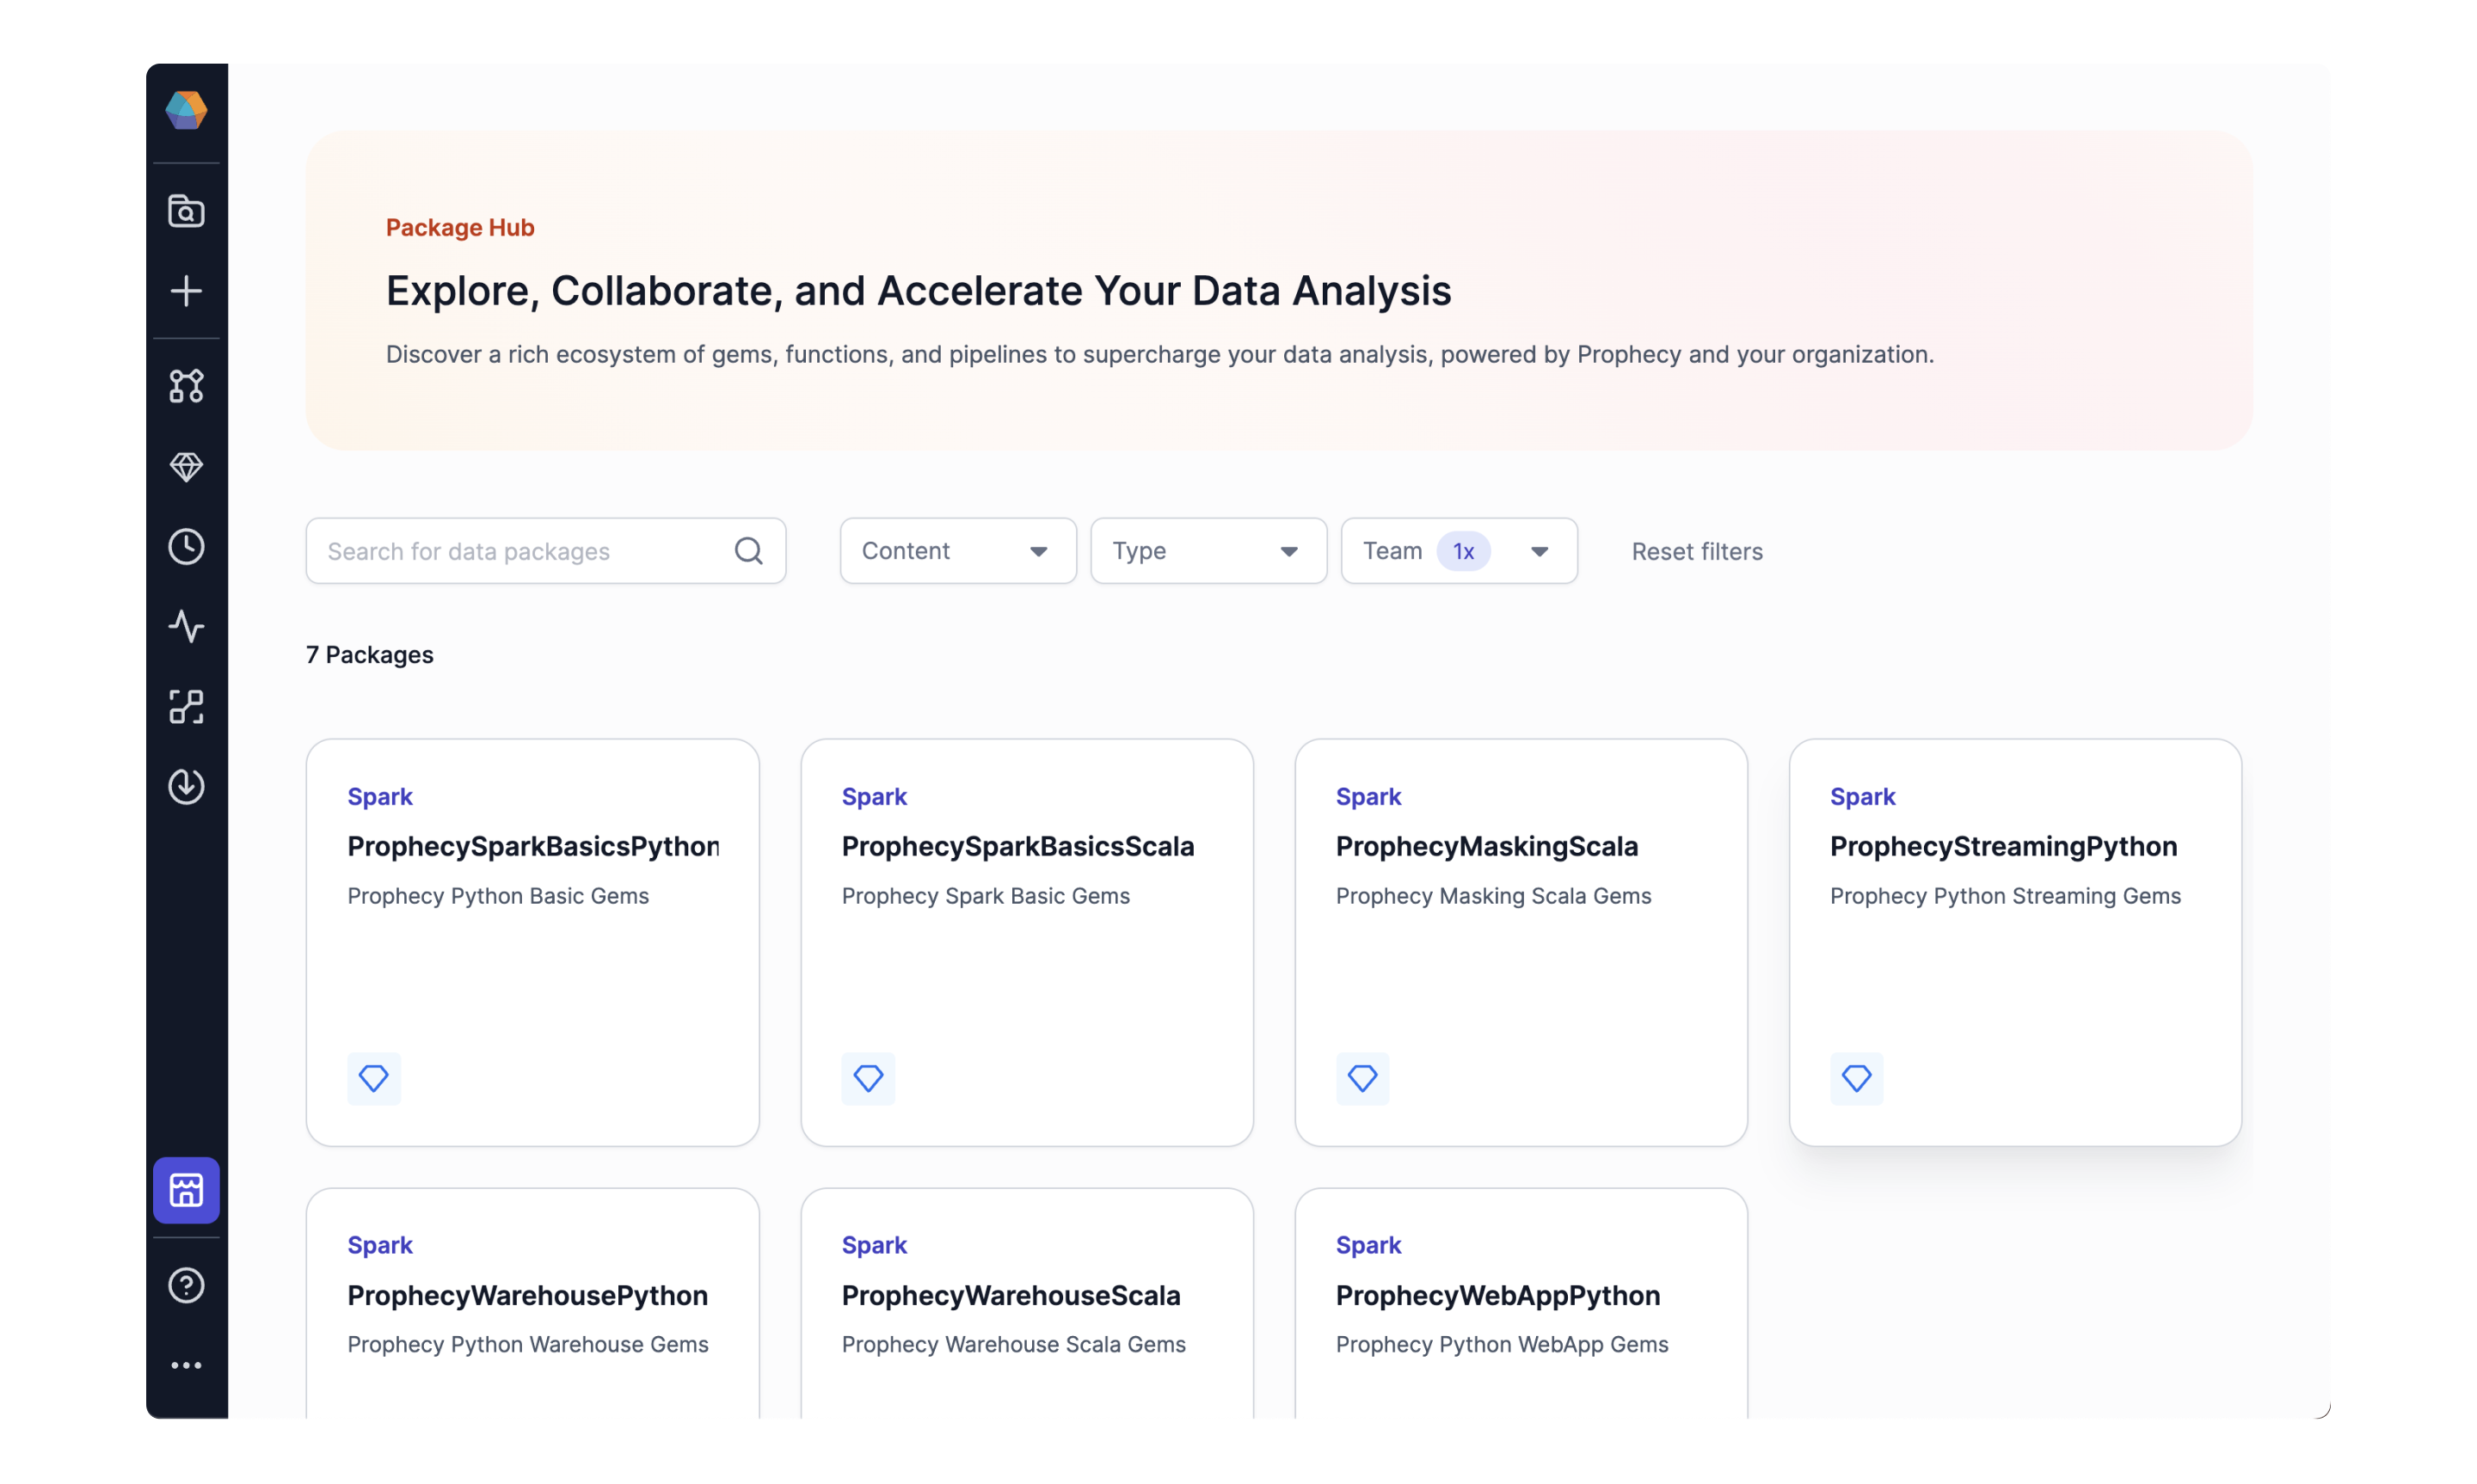 Package Hub
Explore, Collaborate, and Accelerate Your Data Analysis
Discover a rich ecosystem of gems, functions, and pipelines to supercharge your data analysis, powered by Prophecy and your organization.
Search for data packages
Content
Type
Team 1x
Reset filters
7 Packages
Spark
ProphecySparkBasicsPython
Prophecy Python Basic Gems
Spark
ProphecySparkBasicsScala
Prophecy Spark Basic Gems
Spark
ProphecyMaskingScala
Prophecy Masking Scala Gems
Spark
ProphecyStreamingPython
Prophecy Python Streaming Gems
Spark
ProphecyWarehousePython
Prophecy Python Warehouse Gems
Spark
ProphecyWarehouseScala
Prophecy Warehouse Scala Gems
Spark
ProphecyWebAppPython
Prophecy Python WebApp Gems